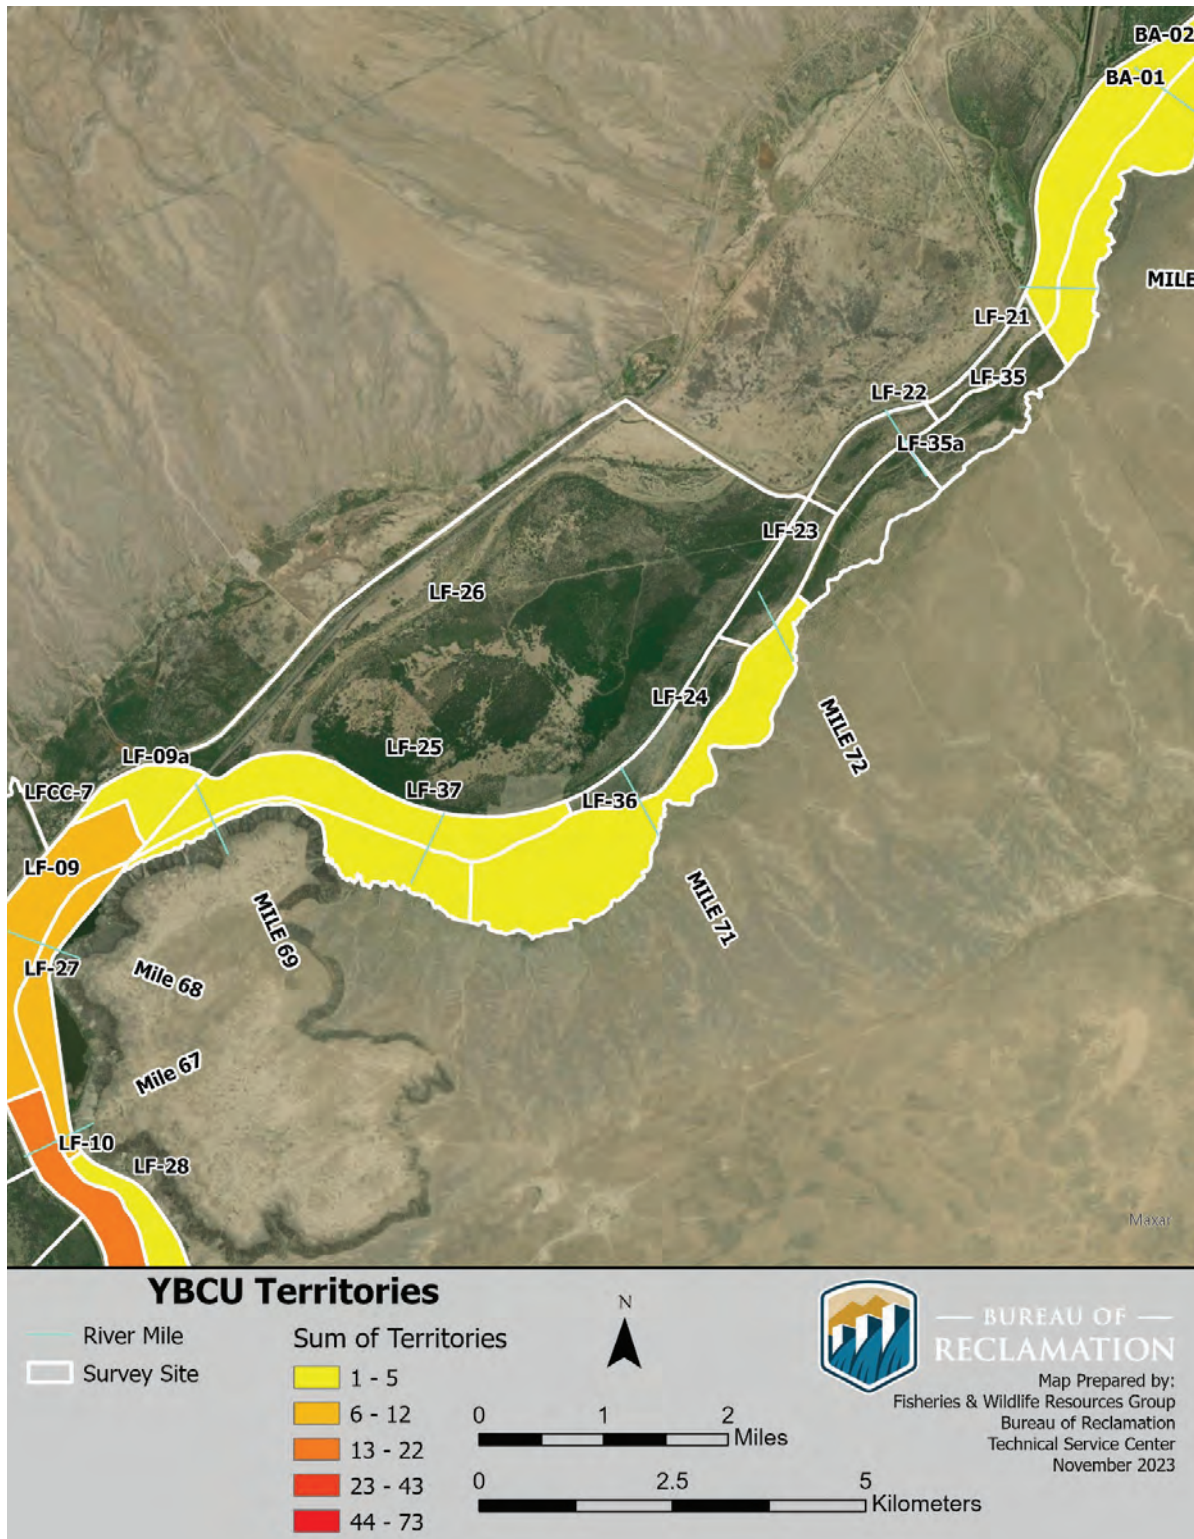 BA-02
BA-01
MILE
LF-21
LF-35
LF-22
LF-35a
LF-23
LF-26
LF-24
MILE 72
LF-25
LF-09a
LF-37
LFCC-7
LF-36
LF-09
MILE 71
MILE 69
LF-27
Mile 68
Mile 67
LF-10
LF-28
Maxar
YBCU Territories
River Mile
Survey Site
Sum of Territories
1 - 5
6 - 12
13 - 22
23 - 43
44 - 73
N
0 1 2
Miles
0 2.5 5
Kilometers
BUREAU OF
RECLAMATION
Map Prepared by:
Fisheries & Wildlife Resources Group
Bureau of Reclamation
Technical Service Center
November 2023